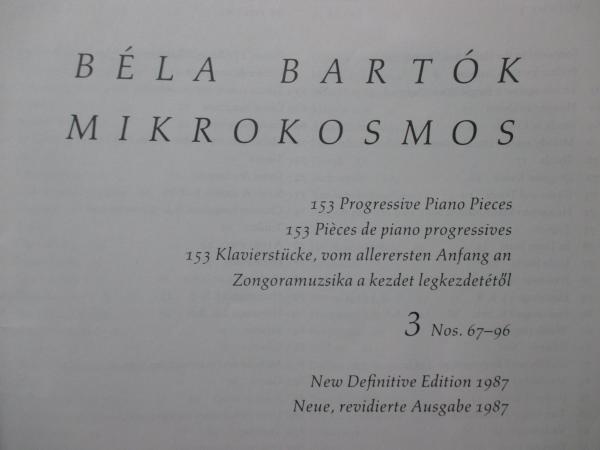 BÉLA BARTÓK
MIKROKOSMOS
153 Progressive Piano Pieces
153 Pièces de piano progressives
153 Klavierstücke, vom allerersten Anfang an
Zongoramuzsika a kezdet legkezdetétől
3 Nos. 67–96
New Definitive Edition 1987
Neue, revidierte Ausgabe 1987